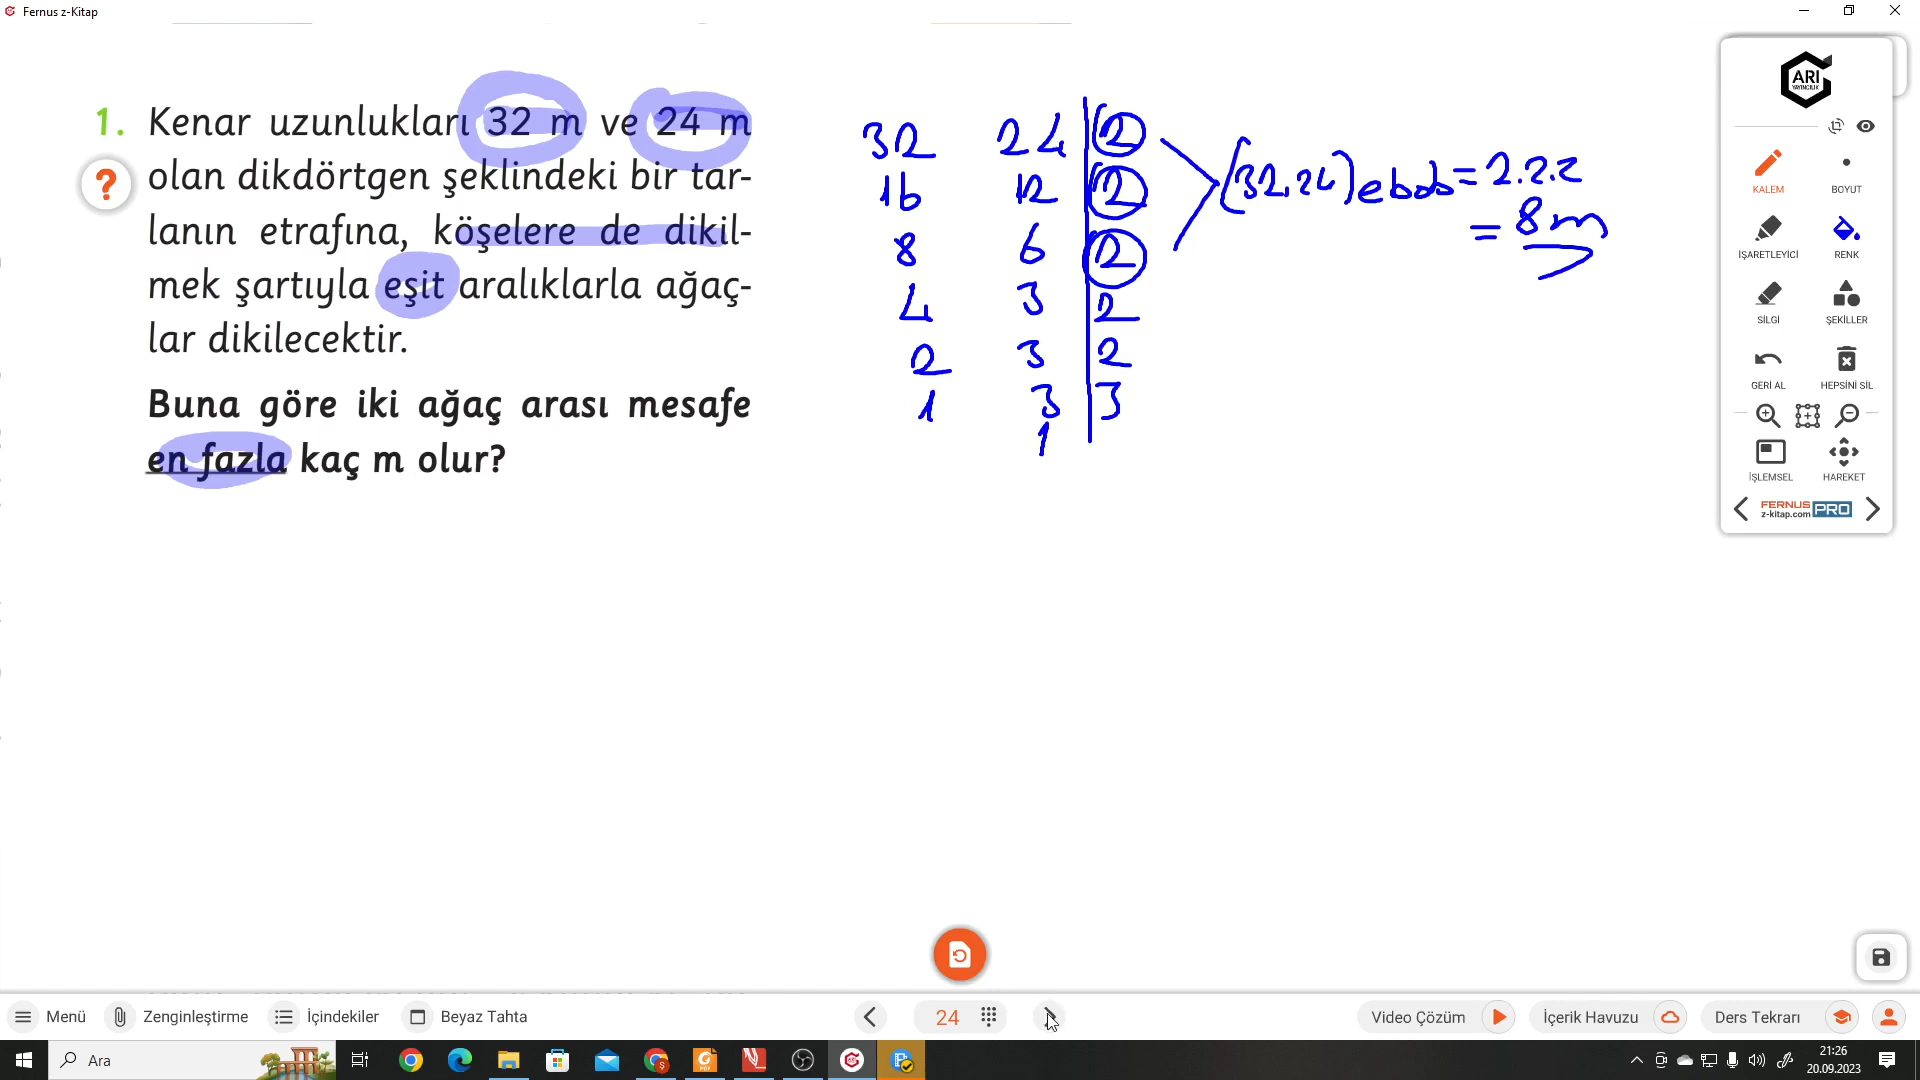 Fernus z-Kitap
1. Kenar uzunlukları 32 m ve 24 m
olan dikdörtgen şeklindeki bir tar-
lanın etrafına, köşelere de dikil-
mek şartıyla eşit aralıklarla ağaç-
lar dikilecektir.
Buna göre iki ağaç arası mesafe
en fazla kaç m olur?
?
32 24 2
16 12 2
8 6 2
4 3 2
2 3 2
1 3 3
1
(32,24)ebob=2.2.2
= 8m
ARI
YAYINCILIK
KALEM BOYUT
İŞARETLEYİCİ RENK
SİLGİ ŞEKİLLER
GERİ AL HEPSİNİ SİL
İŞLEMSEL HAREKET
FERNUS
z-kitap.com PRO
Menü Zenginleştirme İçindekiler Beyaz Tahta 24 Video Çözüm İçerik Havuzu Ders Tekrarı
Ara
21:26
20.09.2023